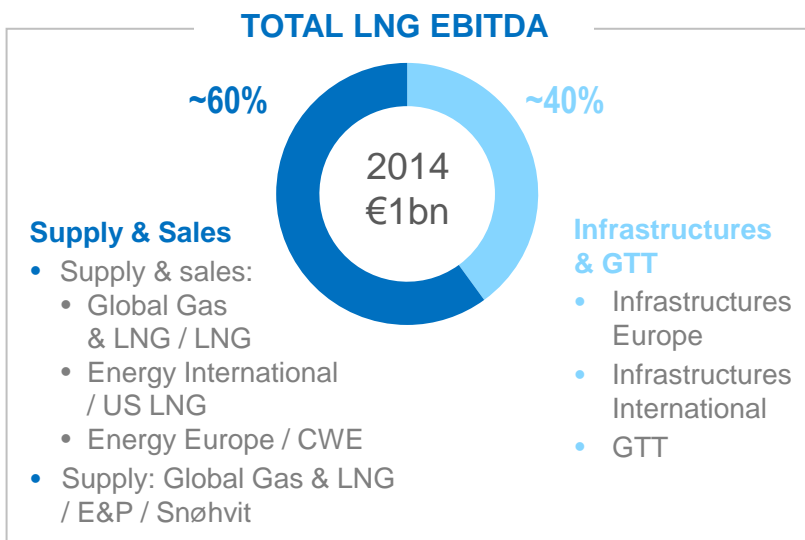 TOTAL LNG EBITDA
~60%
~40%
2014
€1bn
Supply & Sales
• Supply & sales:
• Global Gas
& LNG / LNG
• Energy International
/ US LNG
• Energy Europe / CWE
• Supply: Global Gas & LNG
/ E&P / Snøhvit
Infrastructures
& GTT
• Infrastructures
Europe
• Infrastructures
International
• GTT